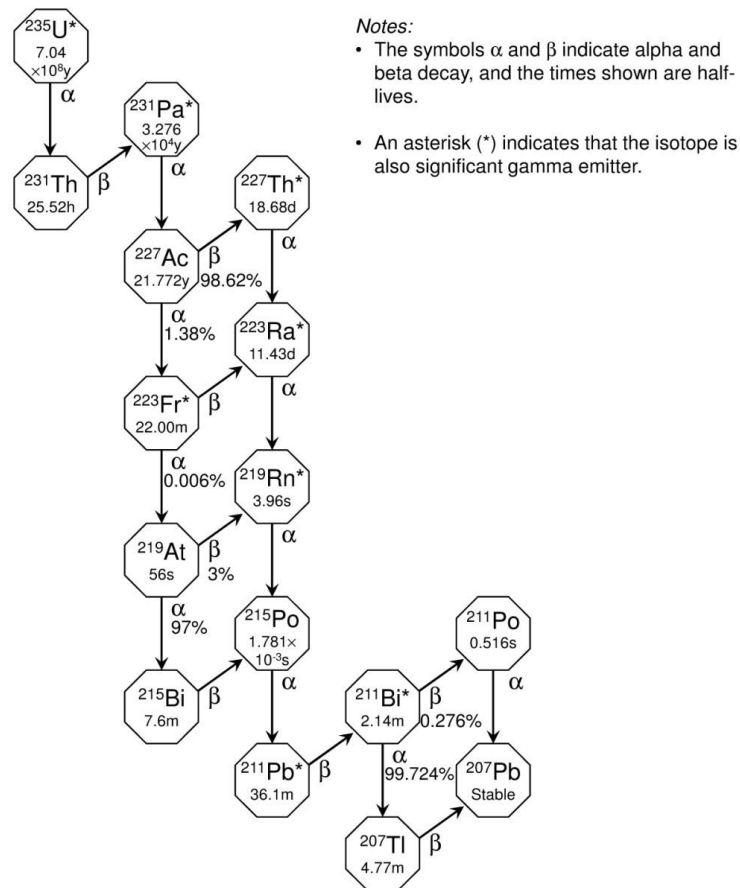 ²³⁵U*
7.04
×10⁸y
α
²³¹Th
25.52h
β
²³¹Pa*
3.276
×10⁴y
α
²²⁷Ac
21.772y
β
98.62%
²²⁷Th*
18.68d
α
α
1.38%
²²³Ra*
11.43d
α
²²³Fr*
22.00m
β
α
0.006%
²¹⁹Rn*
3.96s
α
²¹⁹At
56s
β
3%
α
97%
²¹⁵Po
1.781×
10⁻³s
α
²¹⁵Bi
7.6m
β
²¹¹Pb*
36.1m
β
²¹¹Bi*
2.14m
β
0.276%
²¹¹Po
0.516s
α
α
99.724%
²⁰⁷Pb
Stable
²⁰⁷Tl
4.77m
β
Notes:
• The symbols α and β indicate alpha and
beta decay, and the times shown are half-
lives.
• An asterisk (*) indicates that the isotope is
also significant gamma emitter.